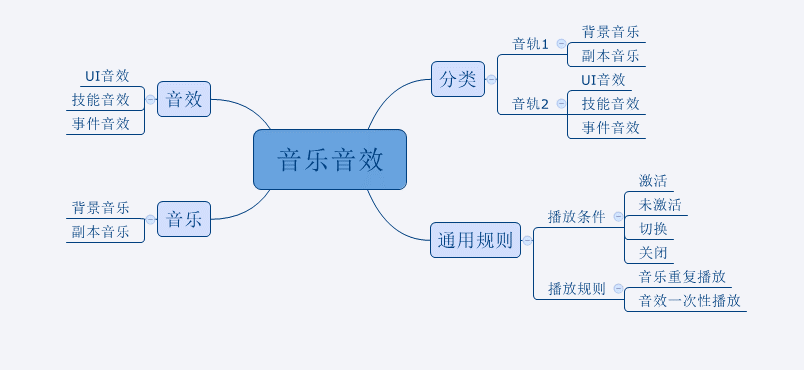 音乐音效
分类
音轨1
背景音乐
副本音乐
音轨2
UI音效
技能音效
事件音效
通用规则
播放条件
激活
未激活
切换
关闭
播放规则
音乐重复播放
音效一次性播放
音效
UI音效
技能音效
事件音效
音乐
背景音乐
副本音乐